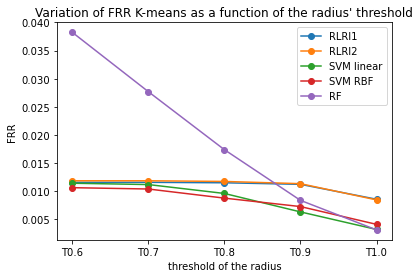 Variation of FRR K-means as a function of the radius' threshold
0.040
0.035
0.030
0.025
0.020
0.015
0.010
0.005
FRR
RLRI1
RLRI2
SVM linear
SVM RBF
RF
T0.6 T0.7 T0.8 T0.9 T1.0
threshold of the radius